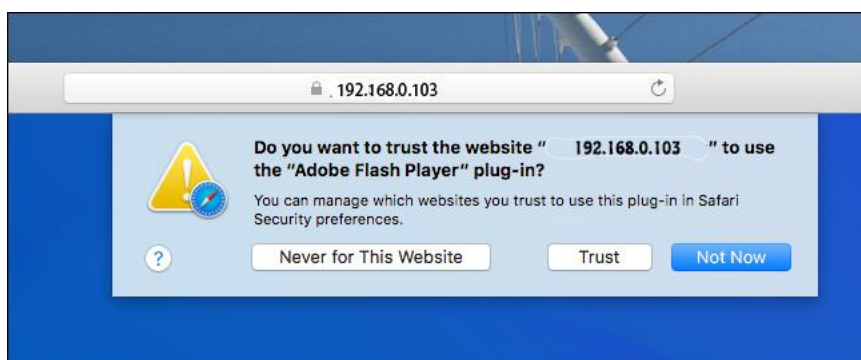 . 192.168.0.103
Do you want to trust the website " 192.168.0.103 " to use
the "Adobe Flash Player" plug-in?
You can manage which websites you trust to use this plug-in in Safari
Security preferences.
? Never for This Website Trust Not Now